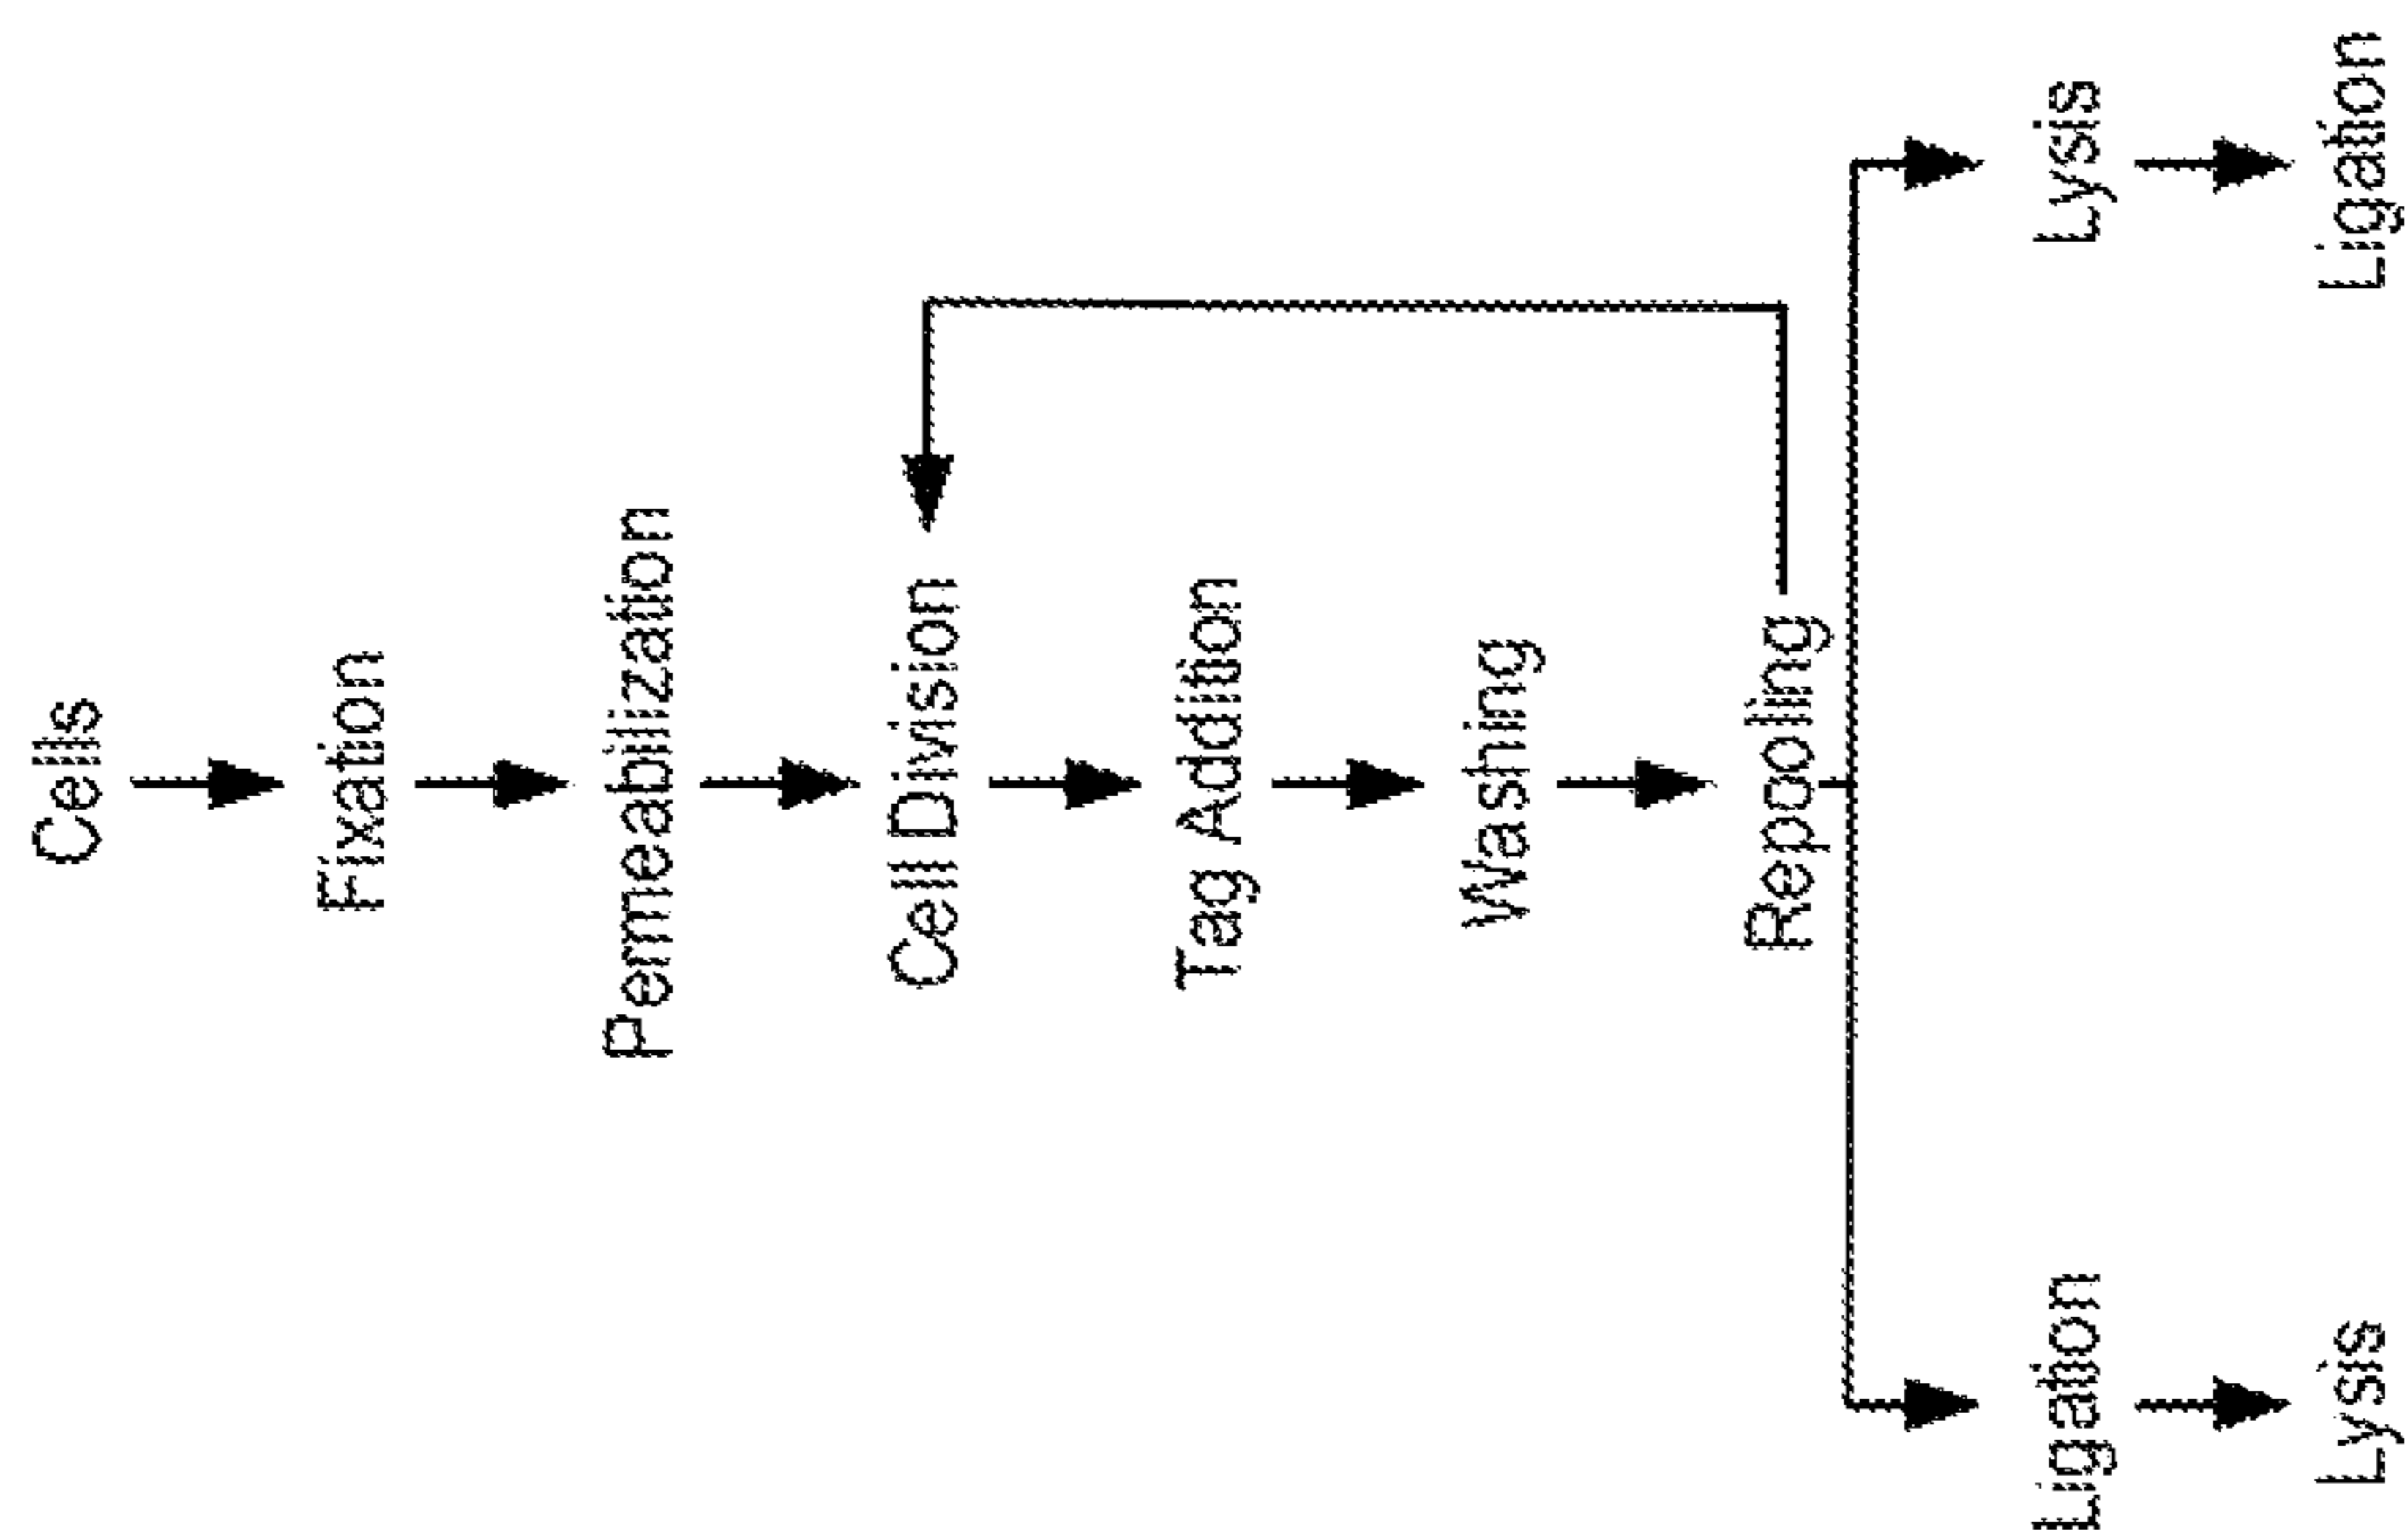 Cells
Fixation
Permeabilization
Cell Division
Tag Addition
Washing
Repooling
Ligation
Lysis
Lysis
Ligation